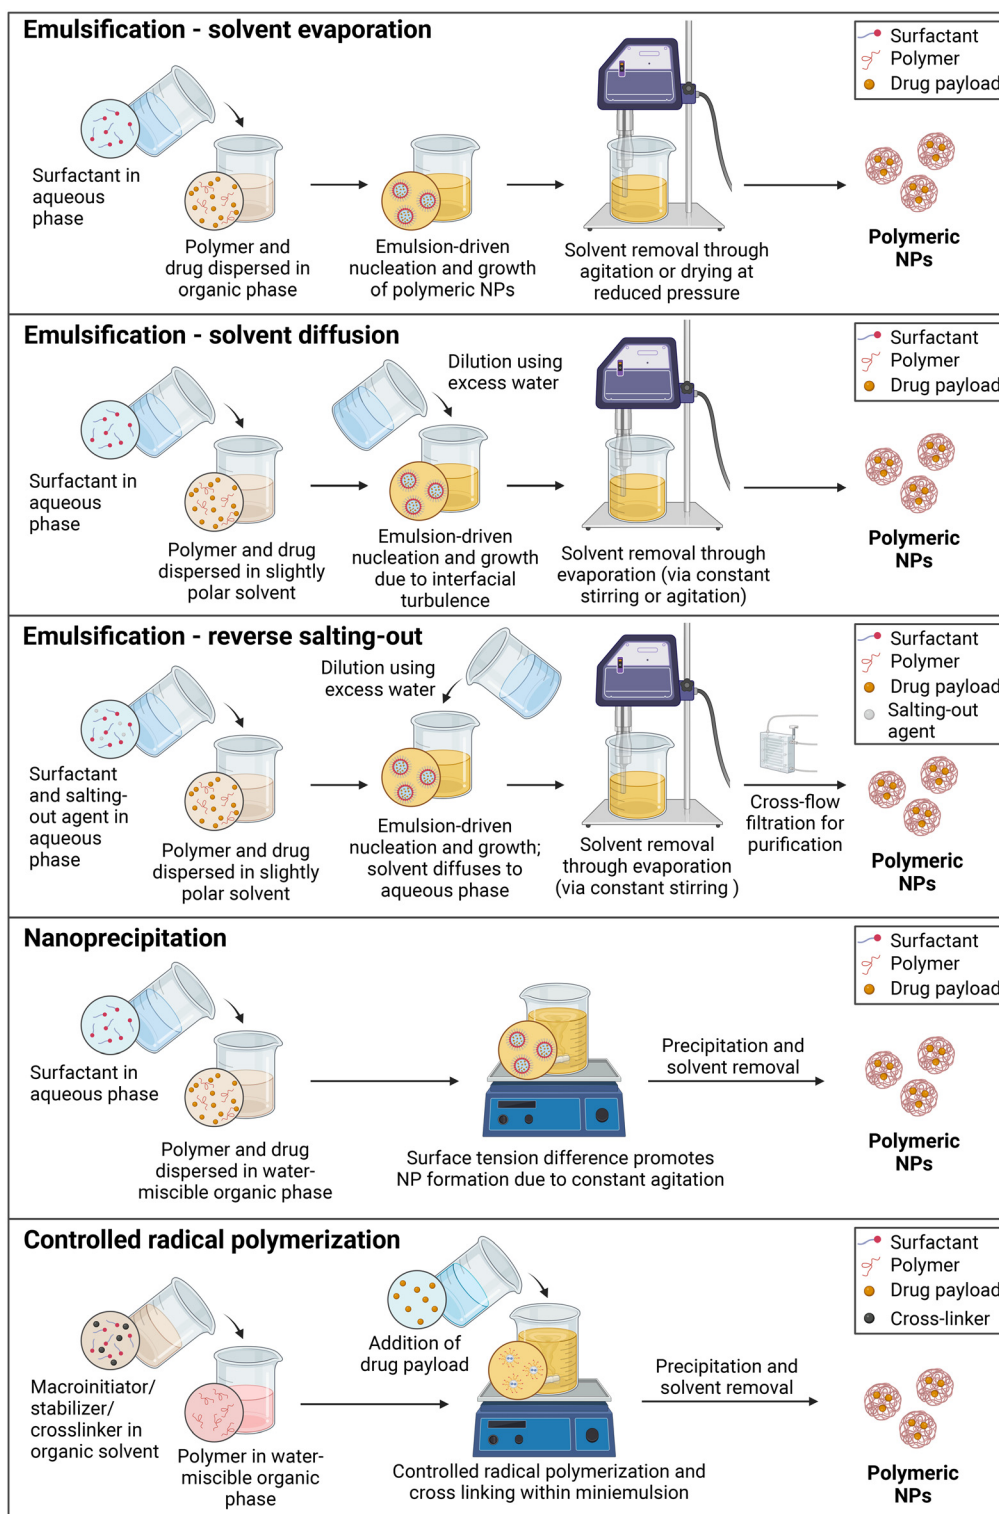 Emulsification - solvent evaporation
Surfactant
Polymer
Drug payload
Surfactant in
aqueous
phase
Polymer and
drug dispersed in
organic phase
Emulsion-driven
nucleation and growth
of polymeric NPs
Solvent removal through
agitation or drying at
reduced pressure
Polymeric
NPs
Emulsification - solvent diffusion
Surfactant
Polymer
Drug payload
Dilution using
excess water
Surfactant in
aqueous
phase
Polymer and drug
dispersed in slightly
polar solvent
Emulsion-driven
nucleation and growth
due to interfacial
turbulence
Solvent removal through
evaporation (via constant
stirring or agitation)
Polymeric
NPs
Emulsification - reverse salting-out
Surfactant
Polymer
Drug payload
Salting-out
agent
Dilution using
excess water
Surfactant
and salting-
out agent in
aqueous
phase
Polymer and drug
dispersed in slightly
polar solvent
Emulsion-driven
nucleation and growth;
solvent diffuses to
aqueous phase
Solvent removal
through evaporation
(via constant stirring )
Cross-flow
filtration for
purification
Polymeric
NPs
Nanoprecipitation
Surfactant
Polymer
Drug payload
Surfactant in
aqueous phase
Polymer and drug
dispersed in water-
miscible organic phase
Surface tension difference promotes
NP formation due to constant agitation
Precipitation and
solvent removal
Polymeric
NPs
Controlled radical polymerization
Surfactant
Polymer
Drug payload
Cross-linker
Macroinitiator/
stabilizer/
crosslinker in
organic solvent
Polymer in water-
miscible organic
phase
Addition of
drug payload
Controlled radical polymerization and
cross linking within miniemulsion
Precipitation and
solvent removal
Polymeric
NPs